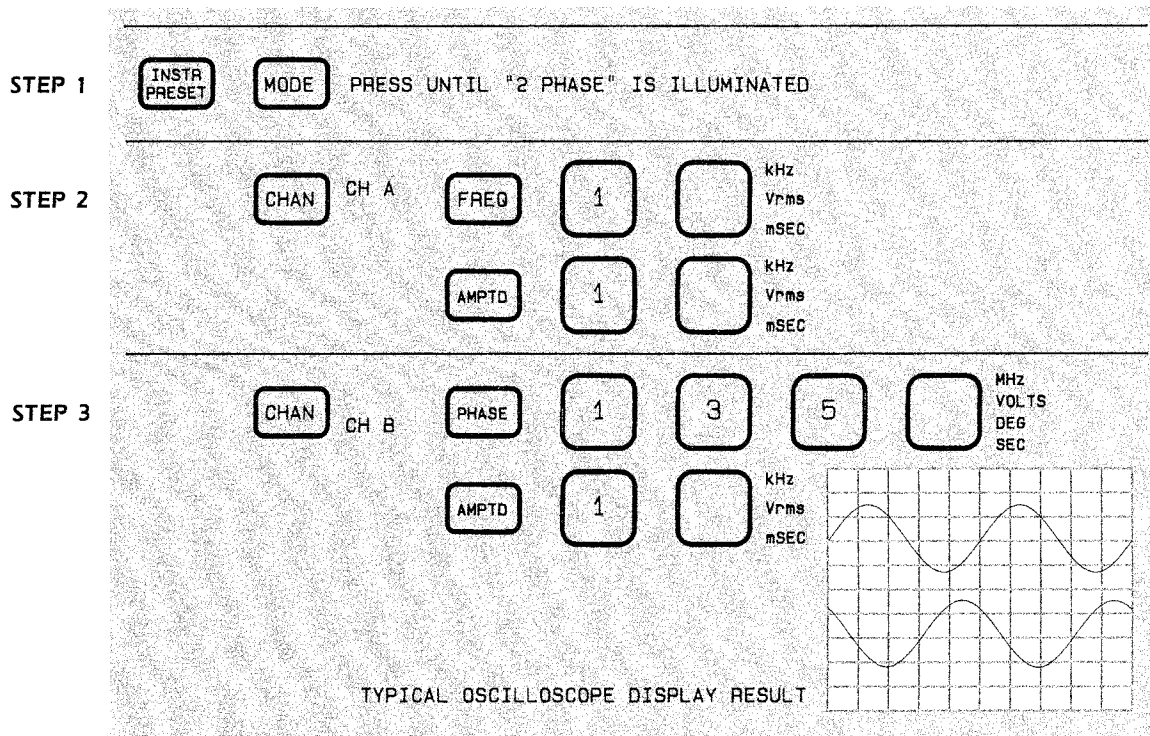 STEP 1 INSTR PRESET MODE PRESS UNTIL "2 PHASE" IS ILLUMINATED
STEP 2 CHAN CH A FREQ 1 kHz
Vrms
mSEC
AMPTD 1 kHz
Vrms
mSEC
STEP 3 CHAN CH B PHASE 1 3 5 MHz
VOLTS
DEG
SEC
AMPTD 1 kHz
Vrms
mSEC
TYPICAL OSCILLOSCOPE DISPLAY RESULT